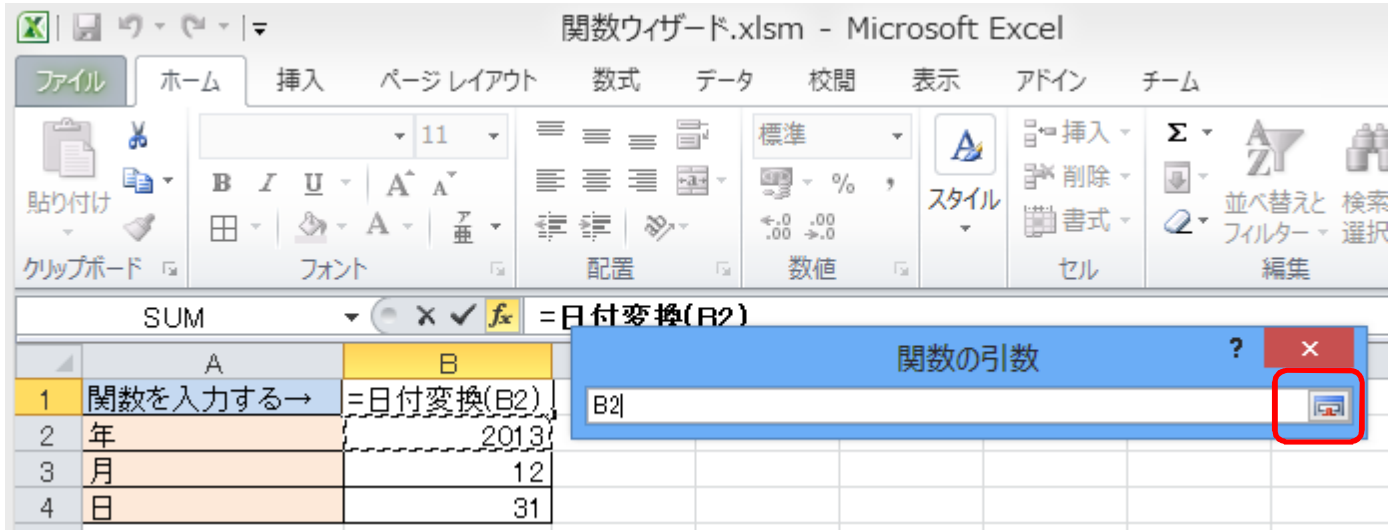 関数ウィザード.xlsm - Microsoft Excel
ファイル ホーム 挿入 ページ レイアウト 数式 データ 校閲 表示 アドイン チーム
11 標準 挿入 Σ
貼り付け B I U A A % , スタイル 削除 並べ替えと 検索
A 亜 .0 .00 .00 .0 書式 フィルター 選択
クリップボード フォント 配置 数値 セル 編集
SUM fx =日付変換(B2)
関数の引数 ? ×
A B
1 関数を入力する→ =日付変換(B2)
B2
2 年 2013
3 月 12
4 日 31